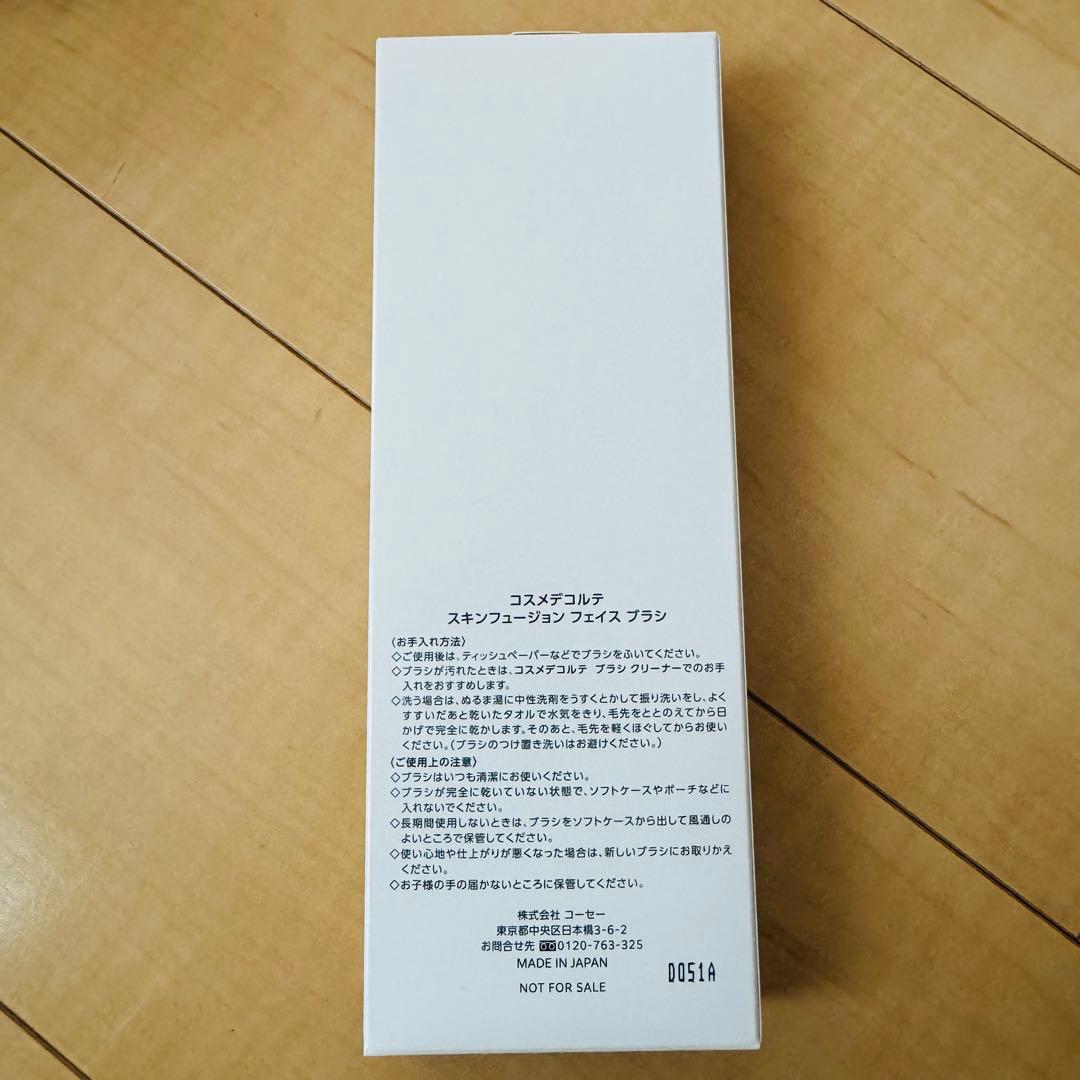 コスメデコルテ
スキンフュージョン フェイス ブラシ
〈お手入れ方法〉
◇ご使用後は、ティッシュペーパーなどでブラシをふいてください。
◇ブラシが汚れたときは、コスメデコルテ ブラシ クリーナーでのお手
入れをおすすめします。
◇洗う場合は、ぬるま湯に中性洗剤をうすくとかして振り洗いをし、よく
すすいだあと乾いたタオルで水気をきり、毛先をととのえてから日
かげで完全に乾かします。そのあと、毛先を軽くほぐしてからお使い
ください。（ブラシのつけ置き洗いはお避けください。）
〈ご使用上の注意〉
◇ブラシはいつも清潔にお使いください。
◇ブラシが完全に乾いていない状態で、ソフトケースやポーチなどに
入れないでください。
◇長期間使用しないときは、ブラシをソフトケースから出して風通しの
よいところで保管してください。
◇使い心地や仕上がりが悪くなった場合は、新しいブラシにお取りかえ
ください。
◇お子様の手の届かないところに保管してください。
株式会社 コーセー
東京都中央区日本橋3-6-2
お問合せ先 0120-763-325
MADE IN JAPAN
D051A
NOT FOR SALE